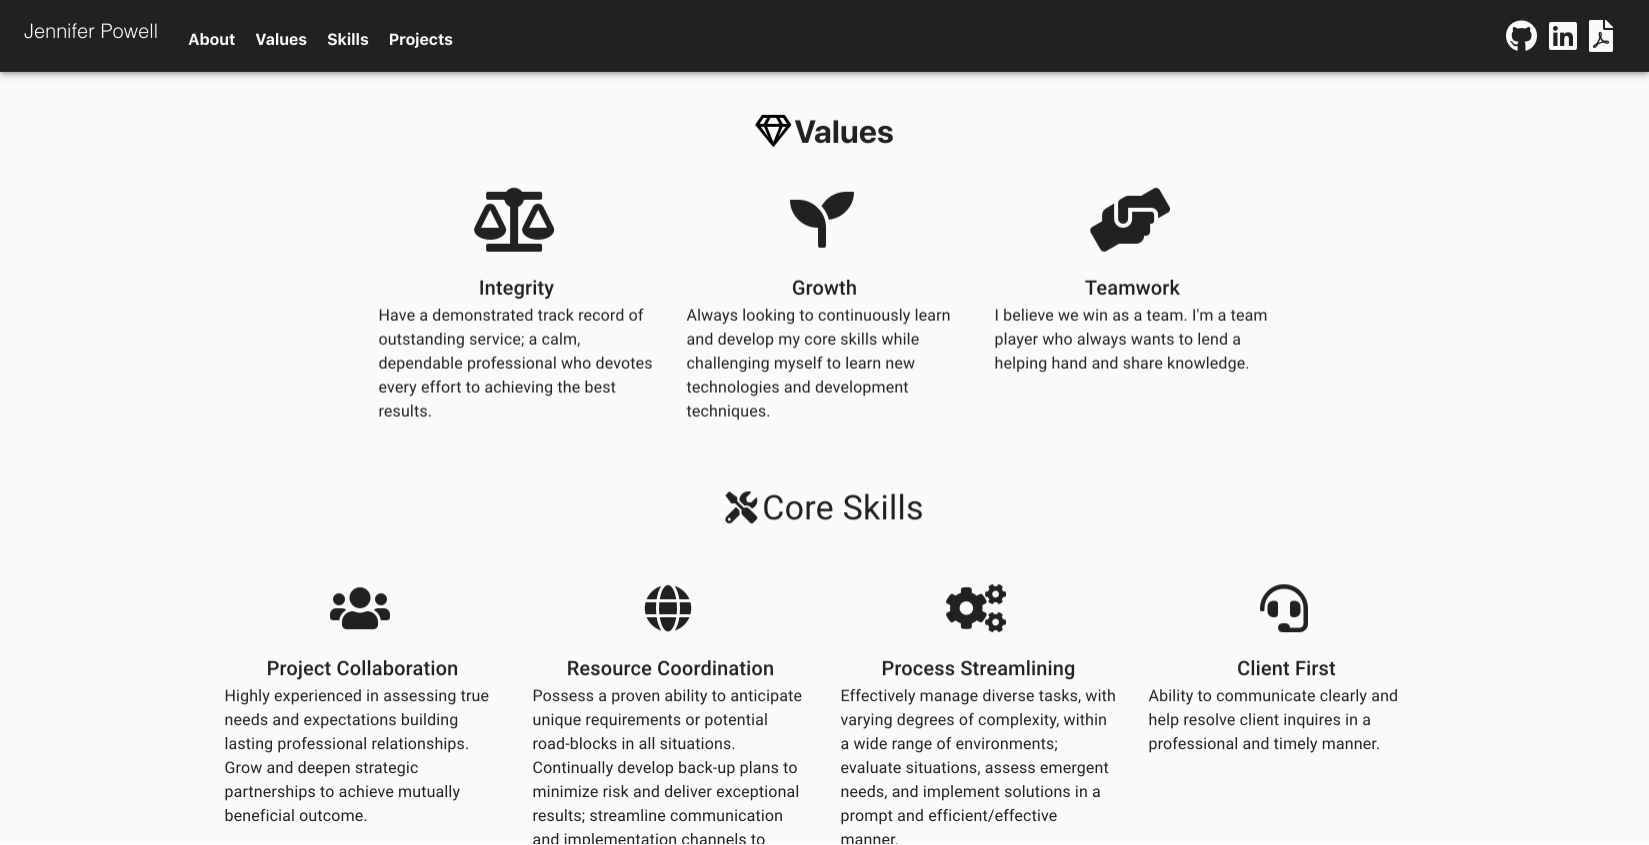 Jennifer Powell
About Values Skills Projects
Values
Integrity
Have a demonstrated track record of
outstanding service; a calm,
dependable professional who devotes
every effort to achieving the best
results.
Growth
Always looking to continuously learn
and develop my core skills while
challenging myself to learn new
technologies and development
techniques.
Teamwork
I believe we win as a team. I'm a team
player who always wants to lend a
helping hand and share knowledge.
Core Skills
Project Collaboration
Highly experienced in assessing true
needs and expectations building
lasting professional relationships.
Grow and deepen strategic
partnerships to achieve mutually
beneficial outcome.
Resource Coordination
Possess a proven ability to anticipate
unique requirements or potential
road-blocks in all situations.
Continually develop back-up plans to
minimize risk and deliver exceptional
results; streamline communication
and implementation channels to
Process Streamlining
Effectively manage diverse tasks, with
varying degrees of complexity, within
a wide range of environments;
evaluate situations, assess emergent
needs, and implement solutions in a
prompt and efficient/effective
manner.
Client First
Ability to communicate clearly and
help resolve client inquires in a
professional and timely manner.